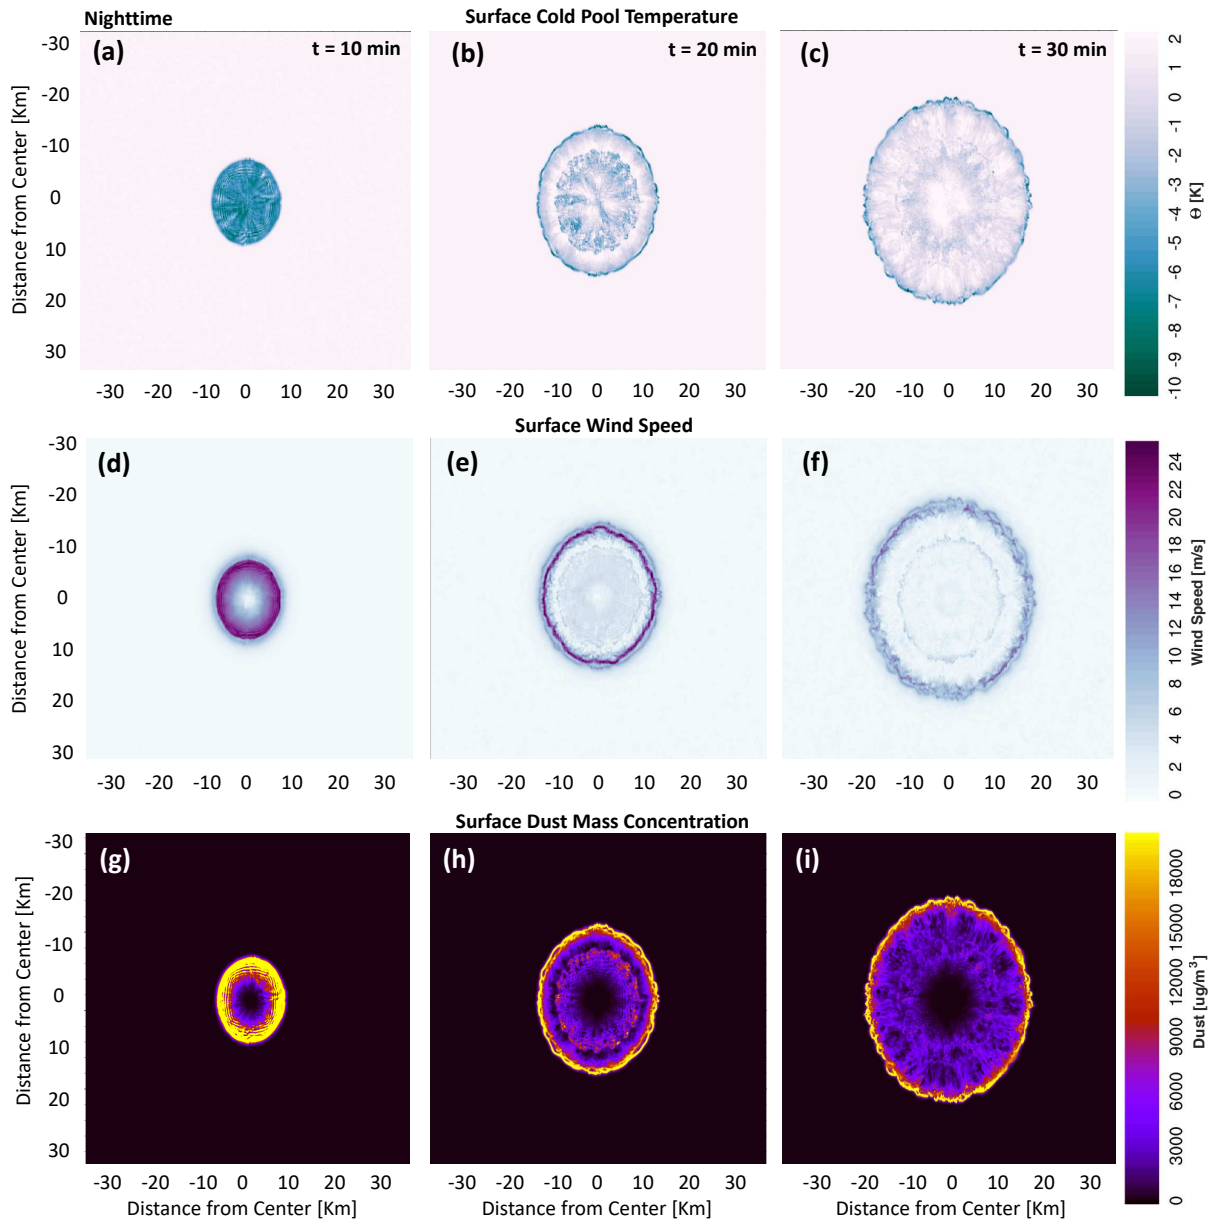 Nighttime
Surface Cold Pool Temperature
(a)
t = 10 min
(b)
t = 20 min
(c)
t = 30 min
Distance from Center [Km]
-30
-20
-10
0
10
20
30
-30 -20 -10 0 10 20 30
-30 -20 -10 0 10 20 30
-30 -20 -10 0 10 20 30
2
1
0
-1
-2
-3
-4
-5
-6
-7
-8
-9
-10
Θ [K]
Surface Wind Speed
(d)
(e)
(f)
Distance from Center [Km]
-30
-20
-10
0
10
20
30
-30 -20 -10 0 10 20 30
-30 -20 -10 0 10 20 30
-30 -20 -10 0 10 20 30
24
22
20
18
16
14
12
10
8
6
4
2
0
Wind Speed [m/s]
Surface Dust Mass Concentration
(g)
(h)
(i)
Distance from Center [Km]
-30
-20
-10
0
10
20
30
-30 -20 -10 0 10 20 30
-30 -20 -10 0 10 20 30
-30 -20 -10 0 10 20 30
Distance from Center [Km]
Distance from Center [Km]
Distance from Center [Km]
18000
15000
12000
9000
6000
3000
0
Dust [ug/m³]